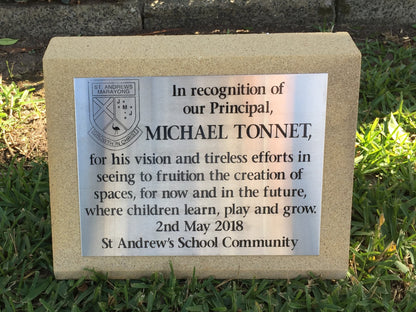 ST. ANDREWS
MARAYONG
J M
In recognition of
our Principal,
MICHAEL TONNET,
for his vision and tireless efforts in
seeing to fruition the creation of
spaces, for now and in the future,
where children learn, play and grow.
2nd May 2018
St Andrew's School Community